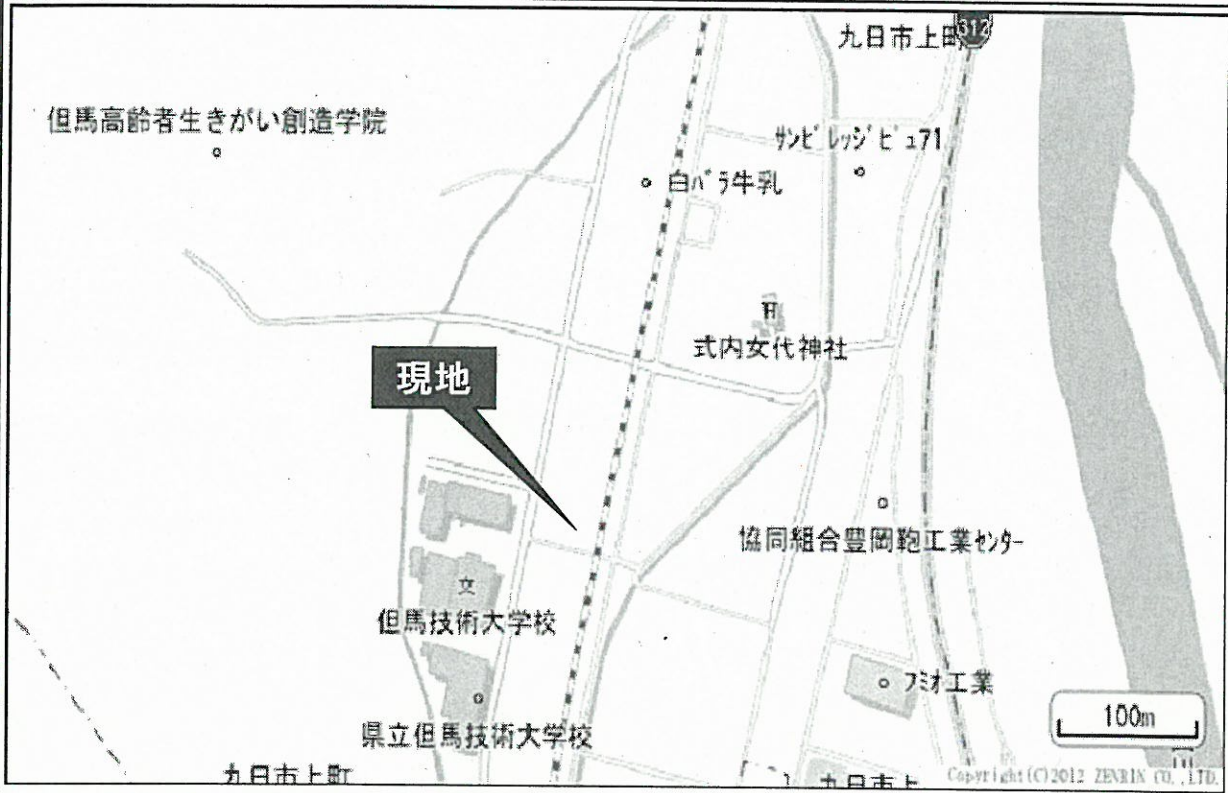 九日市上町
312
但馬高齢者生きがい創造学院
サンビレッジビュ71
白バラ牛乳
式内女代神社
現地
協同組合豊岡鞄工業センター
文
但馬技術大学校
フミオ工業
県立但馬技術大学校
100m
九日市上町
九日市上
Copyright(C)2012 ZENRIN CO.,LTD.